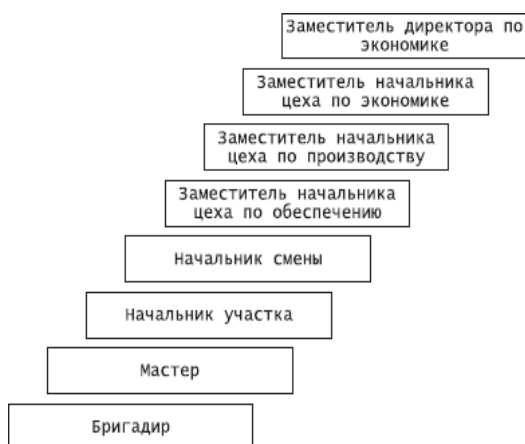 Заместитель директора по
экономике
Заместитель начальника
цеха по экономике
Заместитель начальника
цеха по производству
Заместитель начальника
цеха по обеспечению
Начальник смены
Начальник участка
Мастер
Бригадир